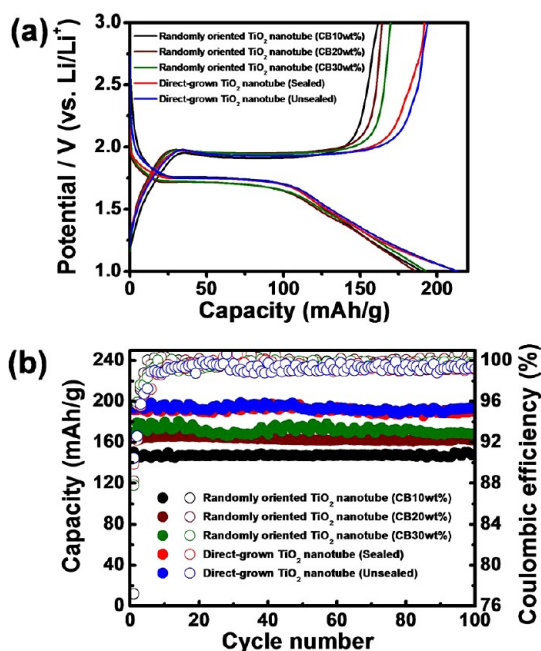 (a)
3.0
2.5
2.0
1.5
1.0
Potential / V (vs. Li/Li+)
Randomly oriented TiO2 nanotube (CB10wt%)
Randomly oriented TiO2 nanotube (CB20wt%)
Randomly oriented TiO2 nanotube (CB30wt%)
Direct-grown TiO2 nanotube (Sealed)
Direct-grown TiO2 nanotube (Unsealed)
0 50 100 150 200
Capacity (mAh/g)
(b)
240
200
160
120
80
40
0
Capacity (mAh/g)
Randomly oriented TiO2 nanotube (CB10wt%)
Randomly oriented TiO2 nanotube (CB20wt%)
Randomly oriented TiO2 nanotube (CB30wt%)
Direct-grown TiO2 nanotube (Sealed)
Direct-grown TiO2 nanotube (Unsealed)
100
96
92
88
84
80
76
Coulombic efficiency (%)
0 20 40 60 80 100
Cycle number